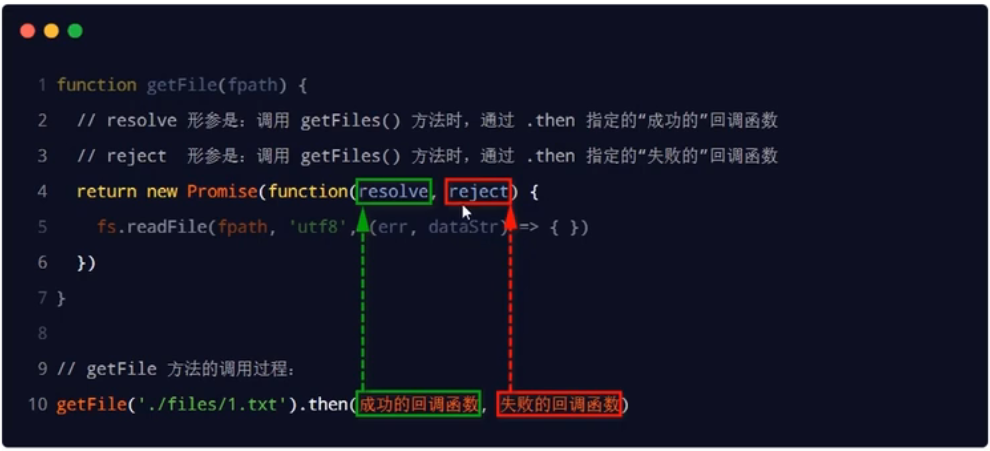 1 function getFile(fpath) {
2 // resolve 形参是：调用 getFiles() 方法时，通过 .then 指定的“成功的”回调函数
3 // reject 形参是：调用 getFiles() 方法时，通过 .then 指定的“失败的”回调函数
4 return new Promise(function(resolve, reject) {
5 fs.readFile(fpath, 'utf8', (err, dataStr) => { })
6 })
7 }
8
9 // getFile 方法的调用过程：
10 getFile('./files/1.txt').then(成功的回调函数, 失败的回调函数)